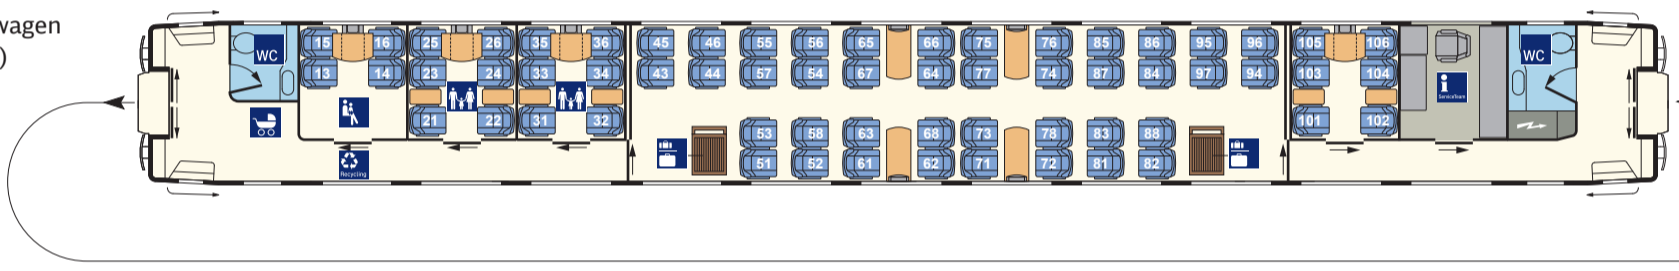 wagen
)
WC
15 16 25 26 35 36 45 46 55 56 65 66 75 76 85 86 95 96 105 106
WC
13 14 23 24 33 34 43 44 57 54 67 64 77 74 87 84 97 94 103 104
ServiceTeam
21 22 31 32 53 58 63 68 73 78 83 88 101 102
Recycling
51 52 61 62 71 72 81 82